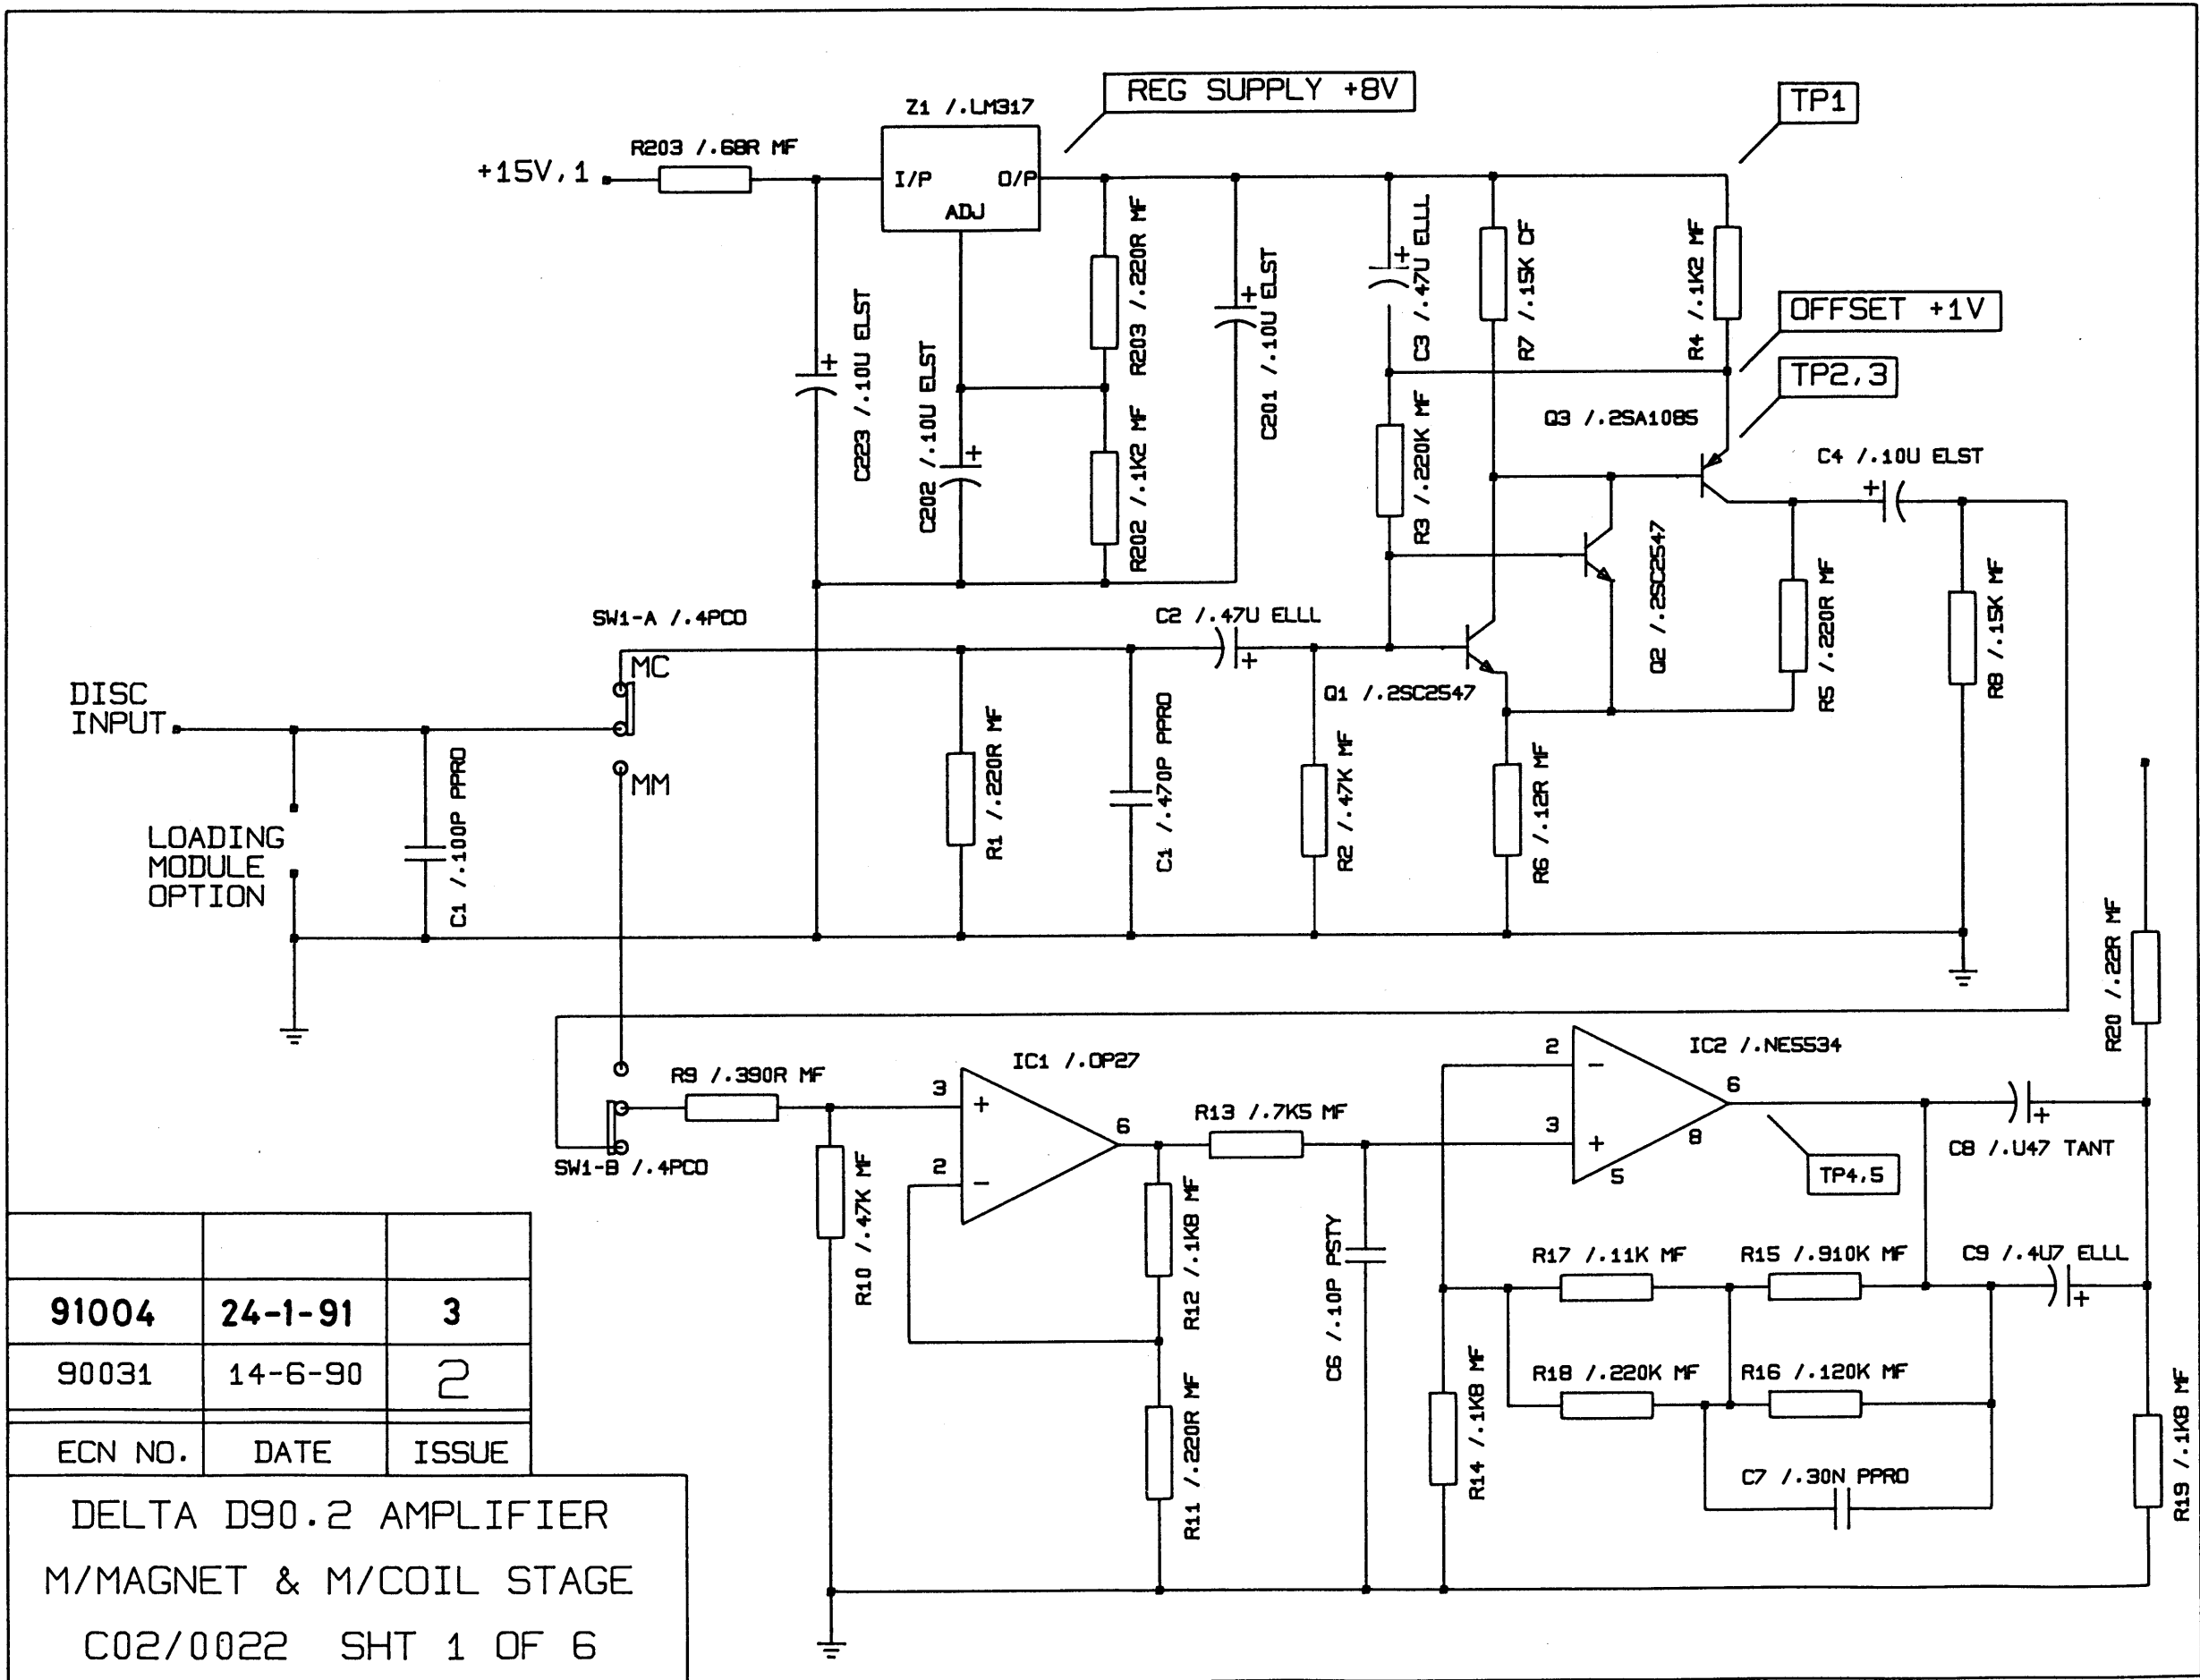 REG SUPPLY +8V
TP1
Z1 /.LM317
R203 /.68R MF
+15V,1
I/P
O/P
ADJ
C223 /.10U ELST
C202 /.10U ELST
R203 /.220R MF
R202 /.1K2 MF
C201 /.10U ELST
C3 /.47U ELLL
R7 /.15K CF
R4 /.1K2 MF
OFFSET +1V
TP2,3
Q3 /.2SA1085
C4 /.10U ELST
R3 /.220K MF
Q2 /.2SC2547
R5 /.220R MF
R8 /.15K MF
SW1-A /.4PCO
C2 /.47U ELLL
MC
Q1 /.2SC2547
DISC
INPUT
MM
LOADING
MODULE
OPTION
C1 /.100P PPRO
R1 /.220R MF
C1 /.470P PPRO
R2 /.47K MF
R6 /.12R MF
R20 /.22R MF
R9 /.390R MF
IC1 /.OP27
IC2 /.NE5534
3
+
2
-
6
R13 /.7K5 MF
2
-
3
+
6
8
5
C8 /.U47 TANT
TP4,5
SW1-B /.4PCO
R10 /.47K MF
R12 /.1K8 MF
R11 /.220R MF
C6 /.10P PSTY
R17 /.11K MF
R15 /.910K MF
C9 /.4U7 ELLL
R18 /.220K MF
R16 /.120K MF
R14 /.1K8 MF
C7 /.30N PPRO
R19 /.1K8 MF
91004 24-1-91 3
90031 14-6-90 2
ECN NO. DATE ISSUE
DELTA D90.2 AMPLIFIER
M/MAGNET & M/COIL STAGE
C02/0022 SHT 1 OF 6